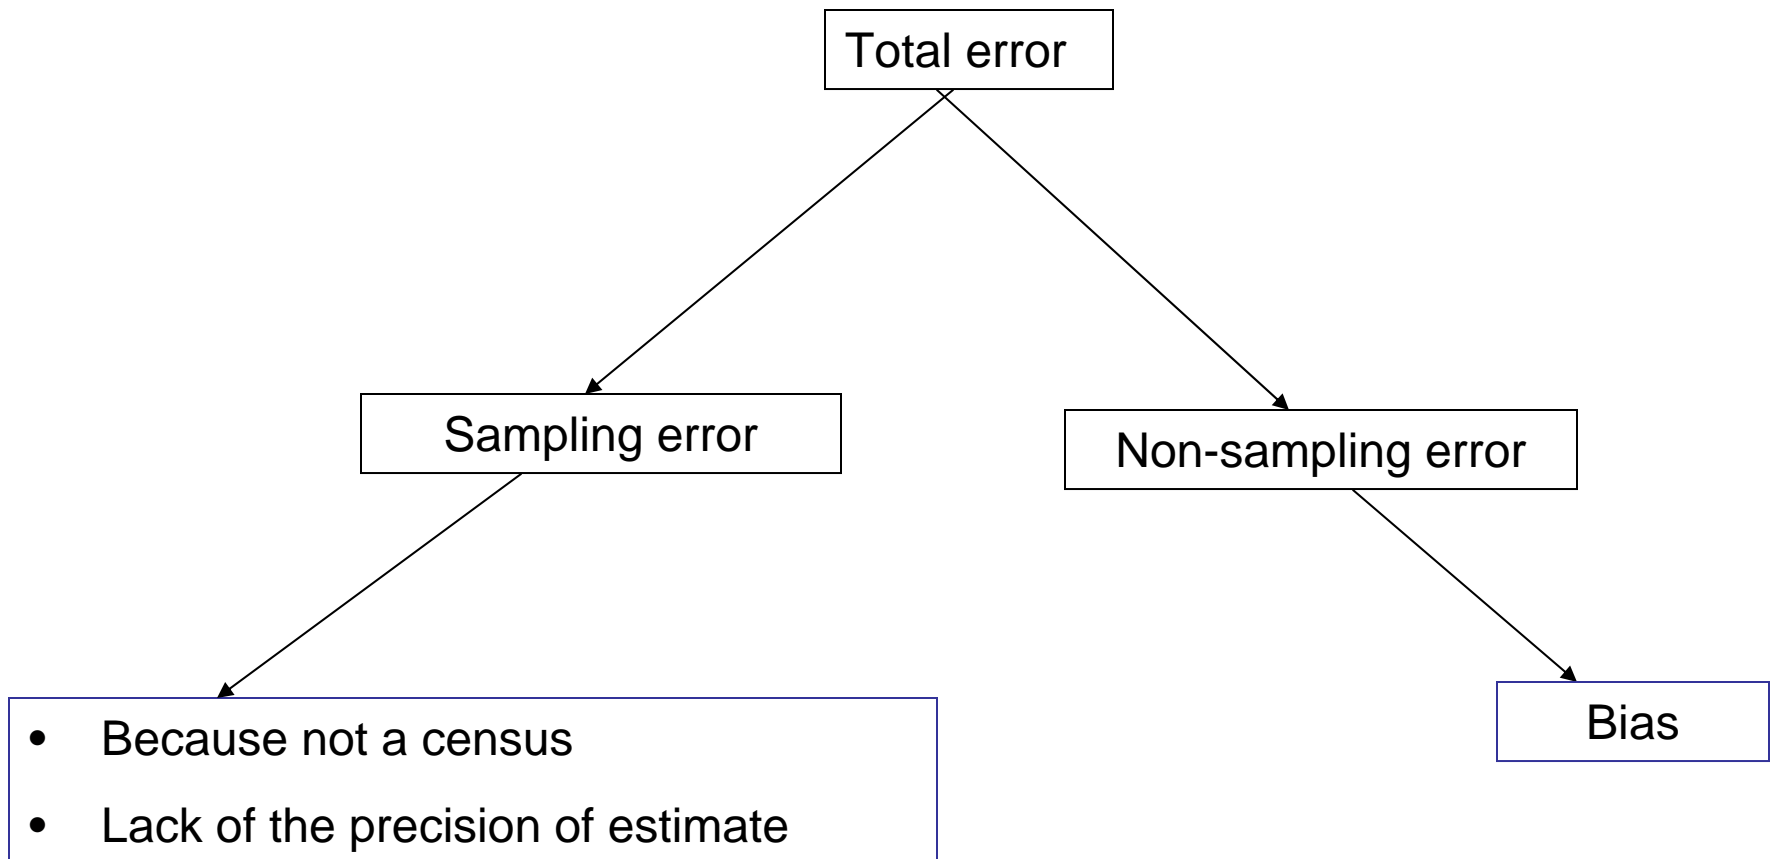 Total error
Sampling error
Non-sampling error
• Because not a census
• Lack of the precision of estimate
Bias